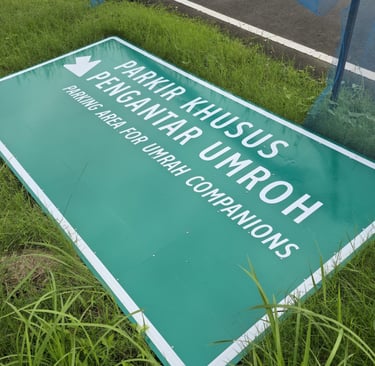 PARKIR KHUSUS
PENGANTAR UMROH
PARKING AREA FOR UMRAH COMPANIONS